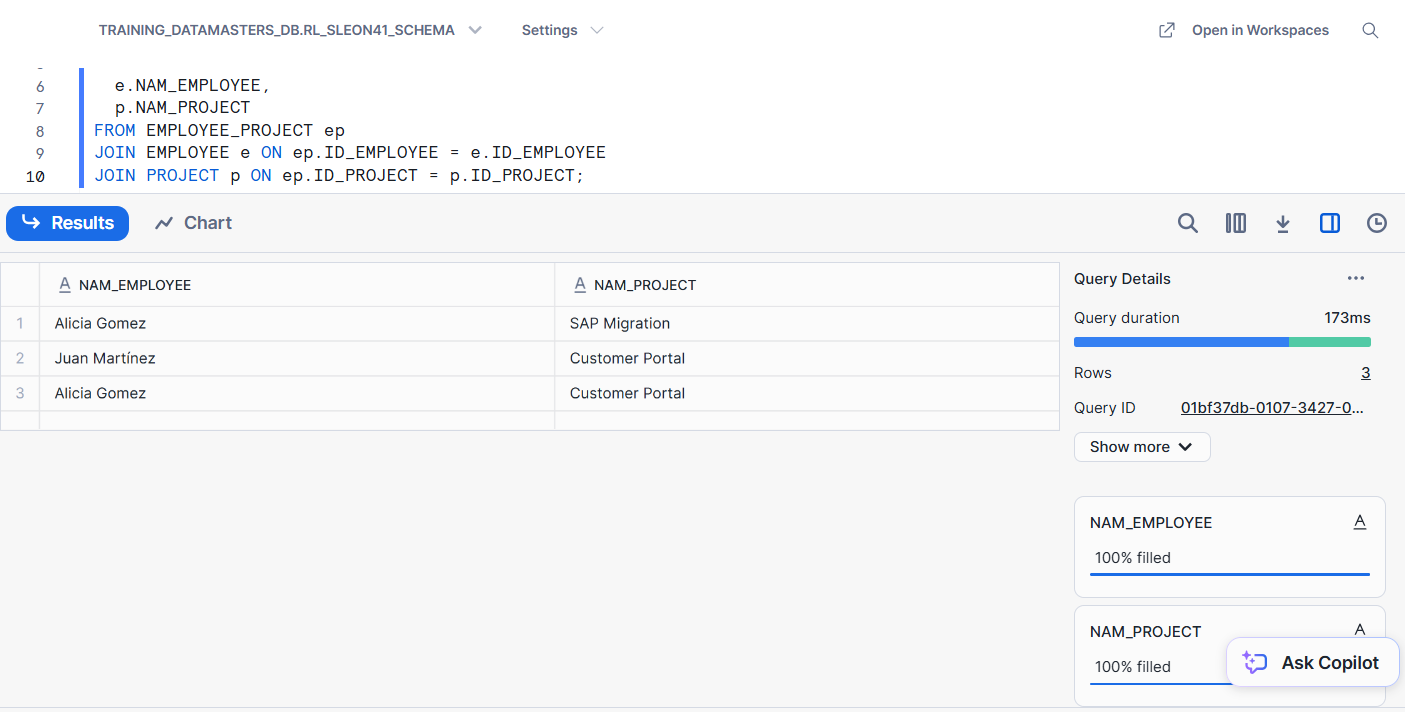 TRAINING_DATAMASTERS_DB.RL_SLEON41_SCHEMA Settings Open in Workspaces
6 e.NAM_EMPLOYEE,
7 p.NAM_PROJECT
8 FROM EMPLOYEE_PROJECT ep
9 JOIN EMPLOYEE e ON ep.ID_EMPLOYEE = e.ID_EMPLOYEE
10 JOIN PROJECT p ON ep.ID_PROJECT = p.ID_PROJECT;
Results Chart
A NAM_EMPLOYEE A NAM_PROJECT
1 Alicia Gomez SAP Migration
2 Juan Martínez Customer Portal
3 Alicia Gomez Customer Portal
Query Details
Query duration 173ms
Rows 3
Query ID 01bf37db-0107-3427-0...
Show more
NAM_EMPLOYEE A
100% filled
NAM_PROJECT A
100% filled
Ask Copilot